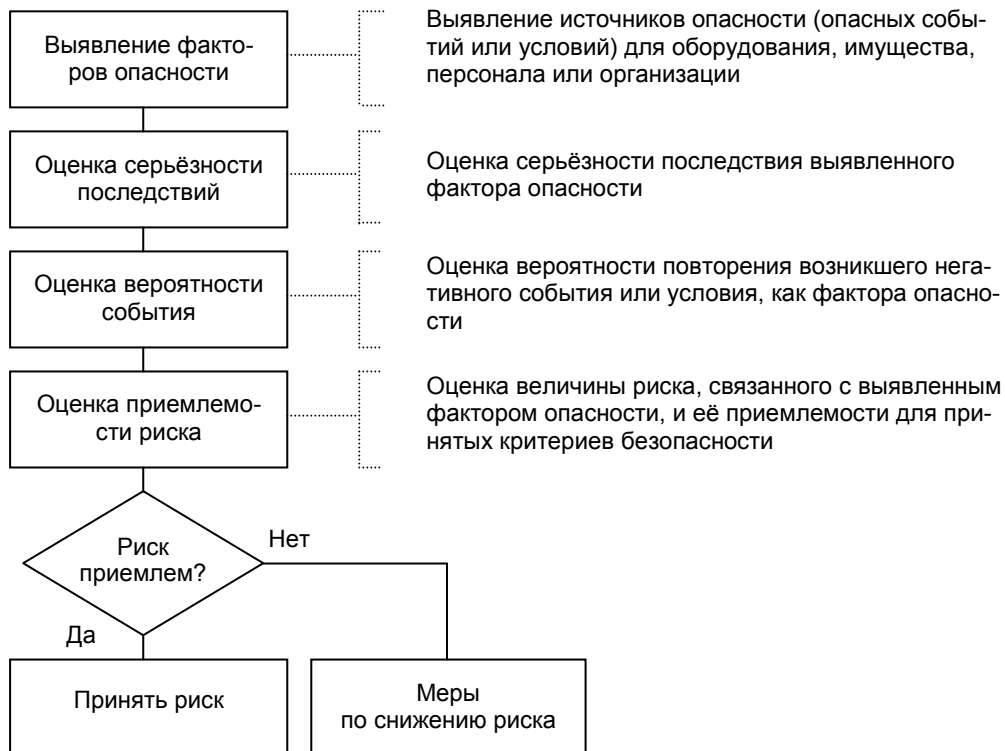 Выявление факто-
ров опасности
Выявление источников опасности (опасных собы-
тий или условий) для оборудования, имущества,
персонала или организации
Оценка серьёзности
последствий
Оценка серьёзности последствия выявленного
фактора опасности
Оценка вероятности
события
Оценка вероятности повторения возникшего нега-
тивного события или условия, как фактора опасно-
сти
Оценка приемлемо-
сти риска
Оценка величины риска, связанного с выявленным
фактором опасности, и её приемлемости для при-
нятых критериев безопасности
Риск
приемлем?
Нет
Да
Принять риск
Меры
по снижению риска